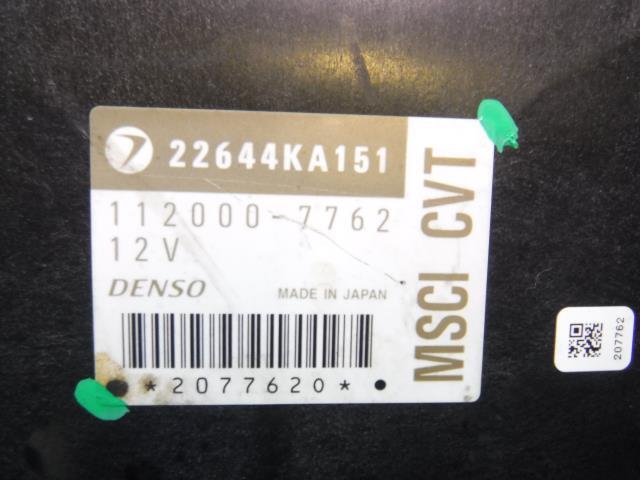 22644KA151
112000-7762
12V
DENSO MADE IN JAPAN
*2077620*
MSCI CVT
207762